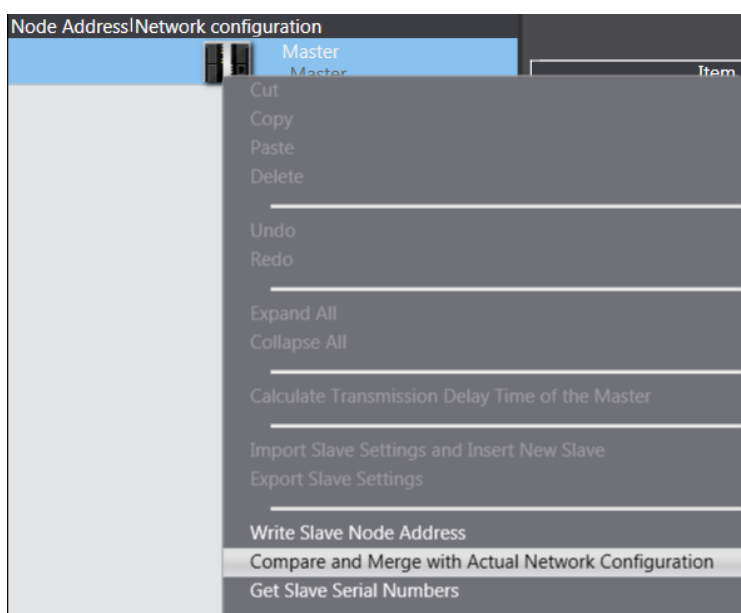 Node Address|Network configuration
Master
Master
Item
Cut
Copy
Paste
Delete
Undo
Redo
Expand All
Collapse All
Calculate Transmission Delay Time of the Master
Import Slave Settings and Insert New Slave
Export Slave Settings
Write Slave Node Address
Compare and Merge with Actual Network Configuration
Get Slave Serial Numbers